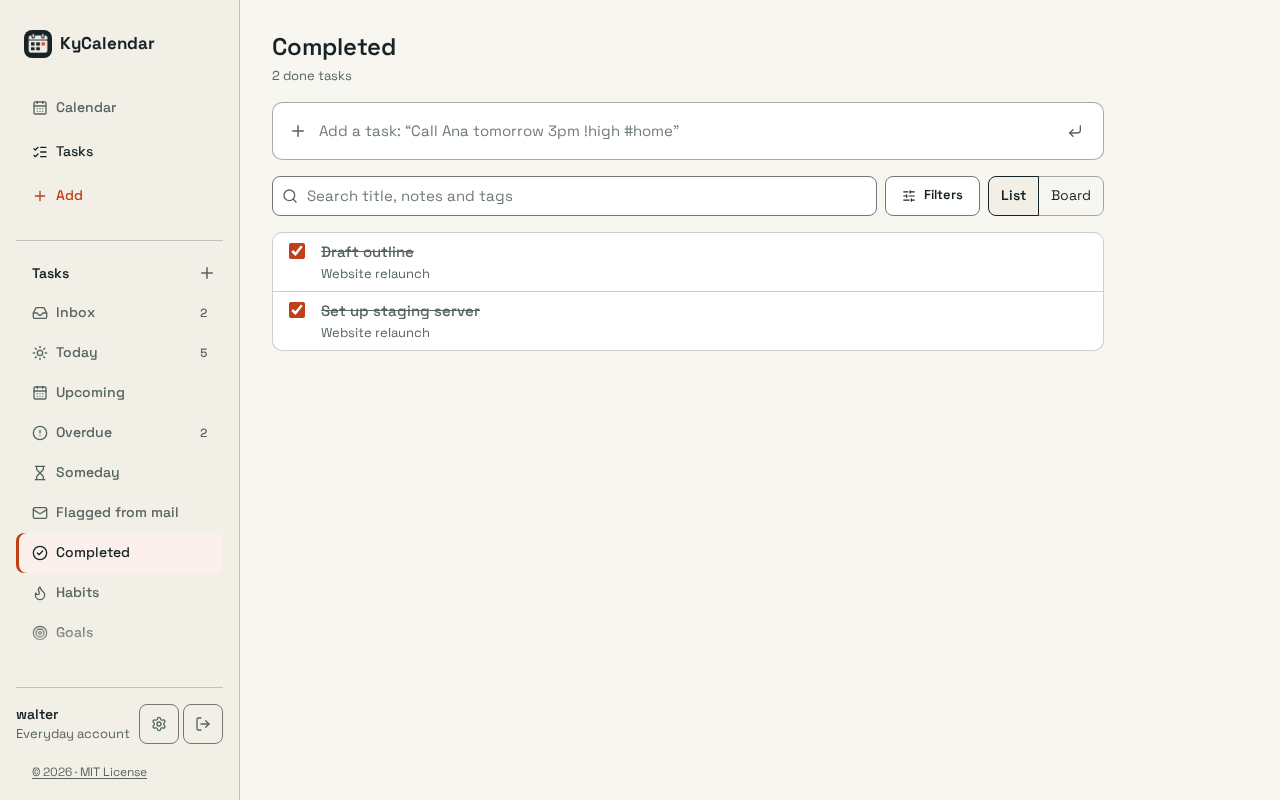 KyCalendar
Calendar
Tasks
Add
Tasks
Inbox 2
Today 5
Upcoming
Overdue 2
Someday
Flagged from mail
Completed
Habits
Goals
walter
Everyday account
© 2026 · MIT License
Completed
2 done tasks
Add a task: “Call Ana tomorrow 3pm !high #home”
Search title, notes and tags
Filters
List
Board
Draft outline
Website relaunch
Set up staging server
Website relaunch